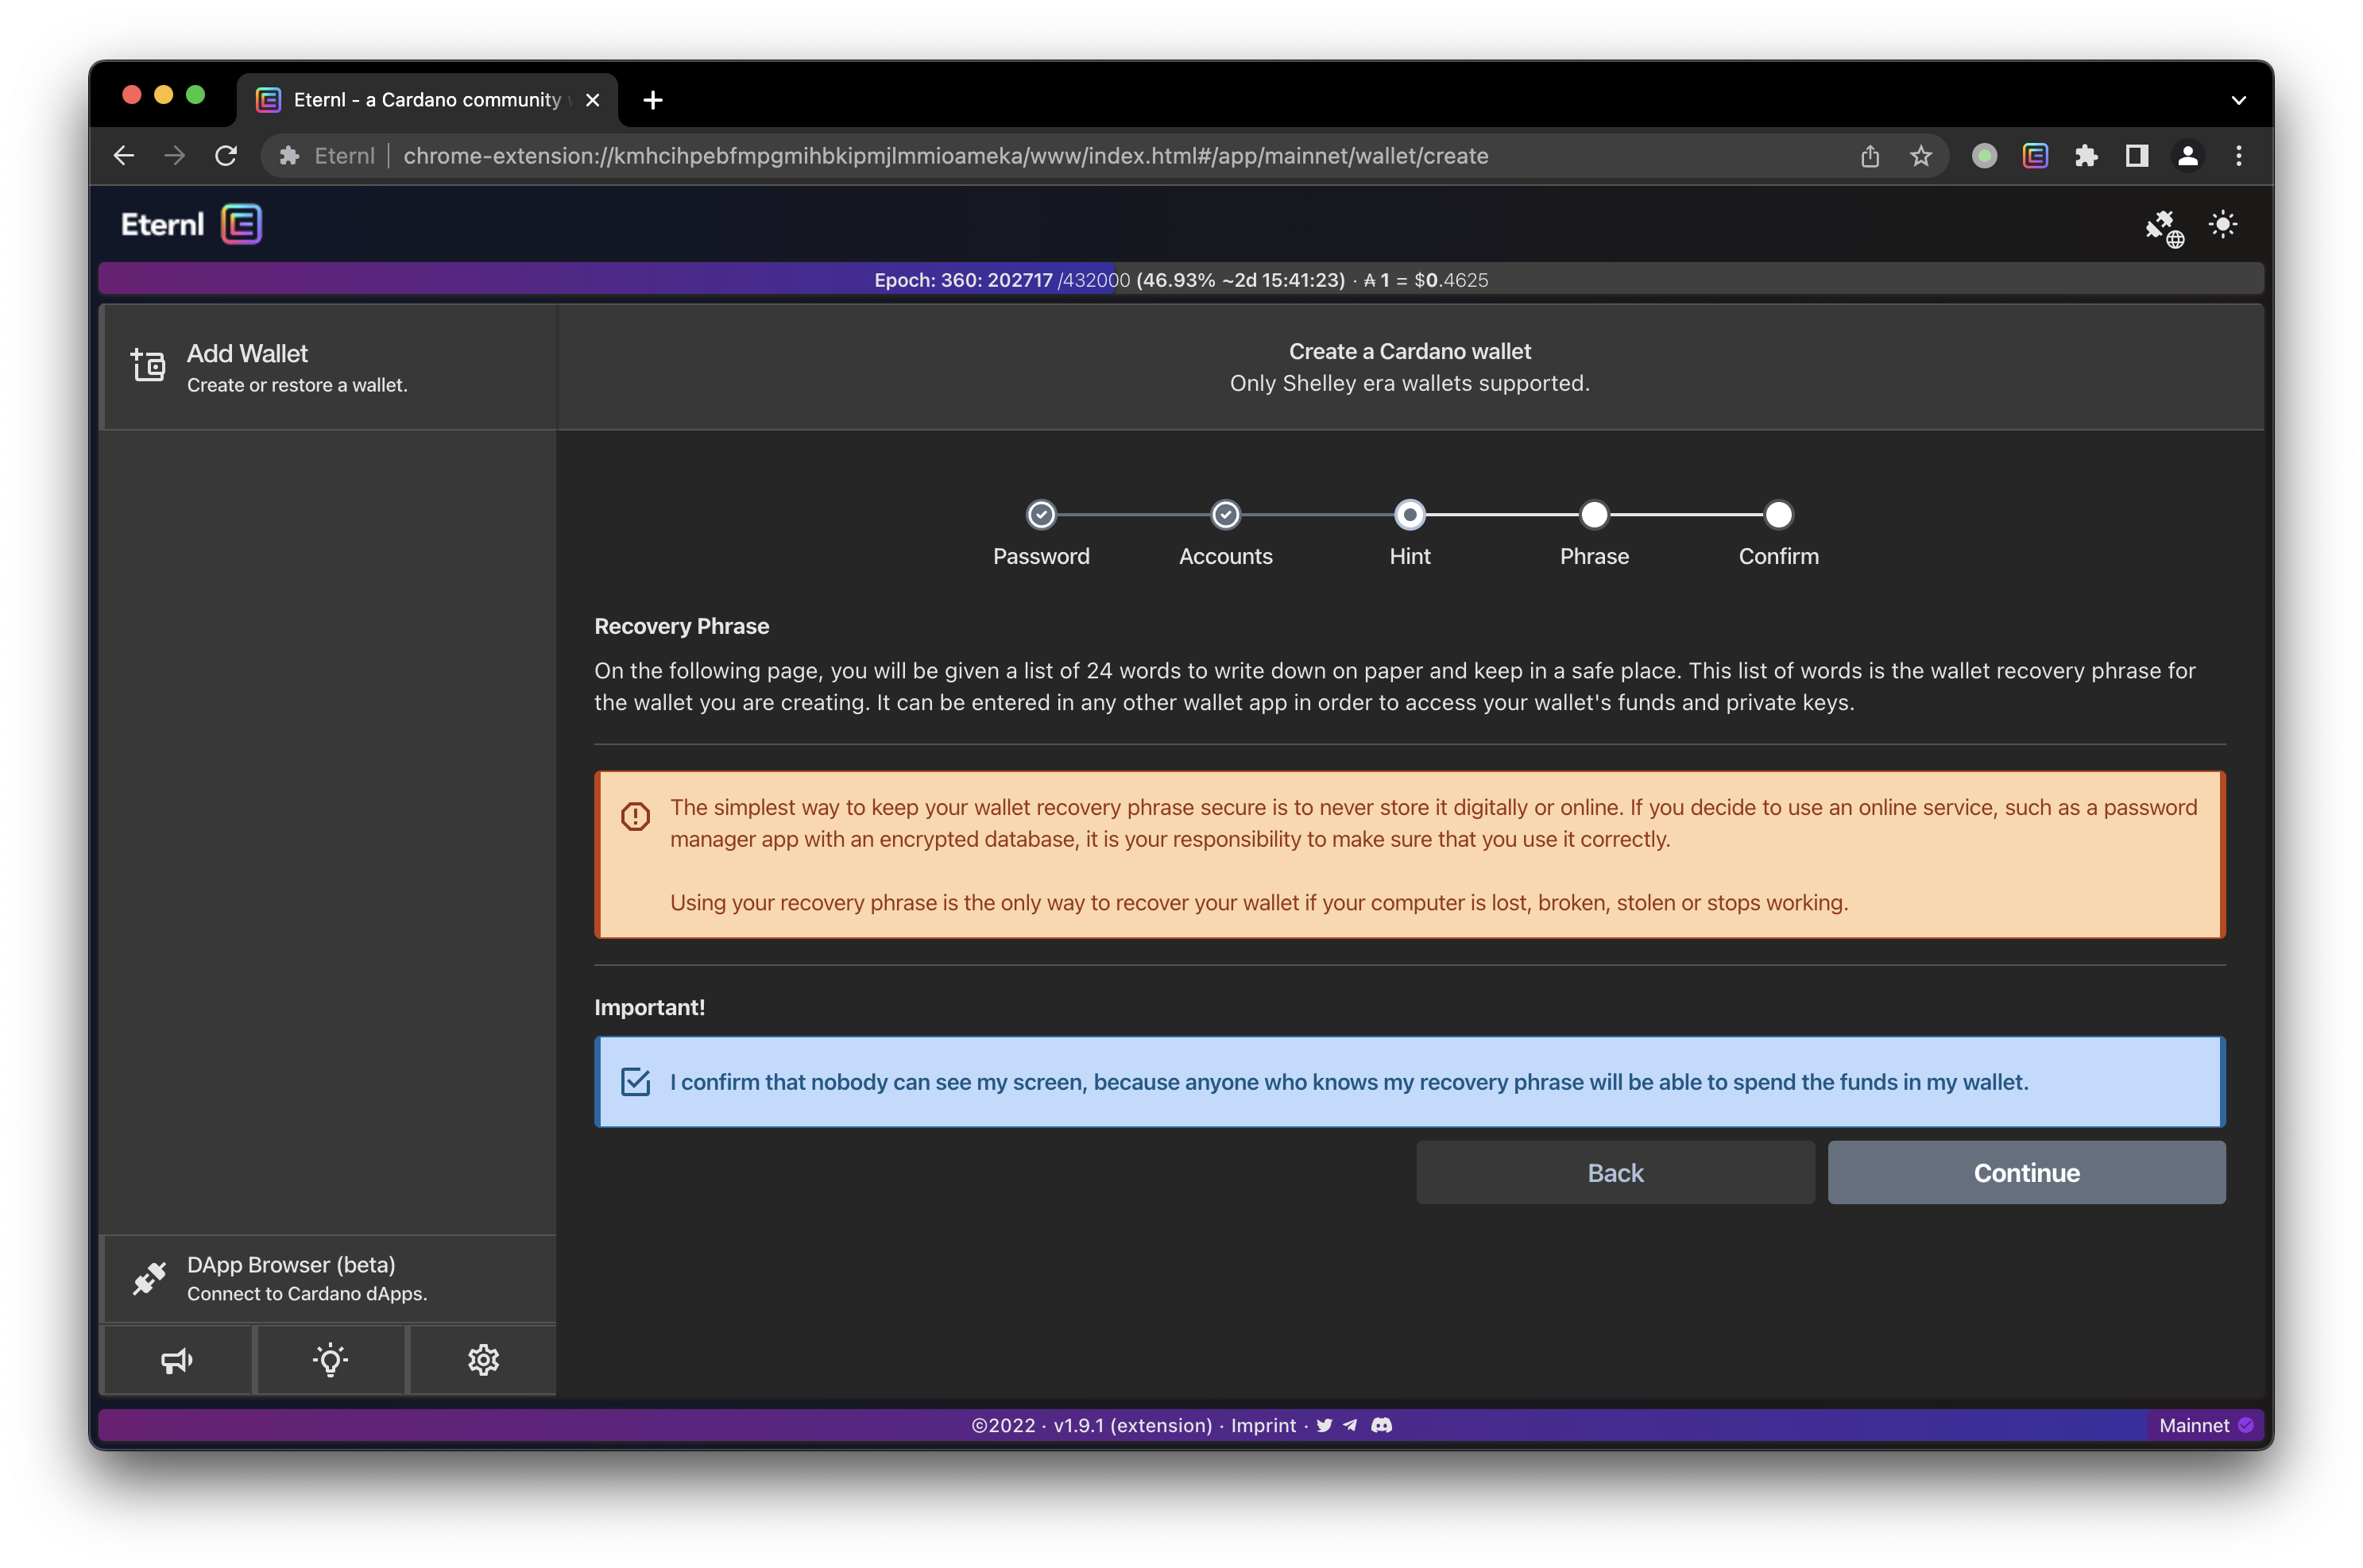 Eternl - a Cardano community
Eternl
chrome-extension://kmhcihpebfmpgmihbkipmjlmmioameka/www/index.html#/app/mainnet/wallet/create
Eternl
Epoch: 360: 202717 /432000 (46.93% ~2d 15:41:23) · ₳ 1 = $0.4625
Add Wallet
Create or restore a wallet.
Create a Cardano wallet
Only Shelley era wallets supported.
Password Accounts Hint Phrase Confirm
Recovery Phrase
On the following page, you will be given a list of 24 words to write down on paper and keep in a safe place. This list of words is the wallet recovery phrase for
the wallet you are creating. It can be entered in any other wallet app in order to access your wallet's funds and private keys.
The simplest way to keep your wallet recovery phrase secure is to never store it digitally or online. If you decide to use an online service, such as a password
manager app with an encrypted database, it is your responsibility to make sure that you use it correctly.
Using your recovery phrase is the only way to recover your wallet if your computer is lost, broken, stolen or stops working.
Important!
I confirm that nobody can see my screen, because anyone who knows my recovery phrase will be able to spend the funds in my wallet.
Back Continue
DApp Browser (beta)
Connect to Cardano dApps.
©2022 · v1.9.1 (extension) · Imprint ·
Mainnet